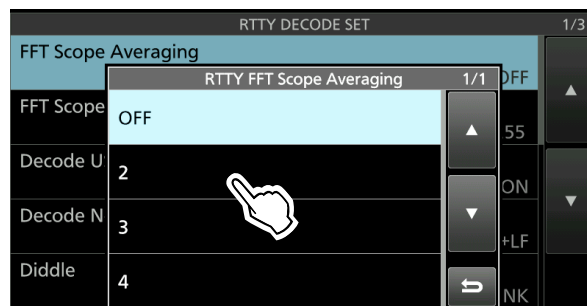 RTTY DECODE SET 1/3
FFT Scope Averaging
OFF
RTTY FFT Scope Averaging 1/1
FFT Scope
OFF
55
Decode U
2
ON
Decode N
3
+LF
Diddle
4
NK